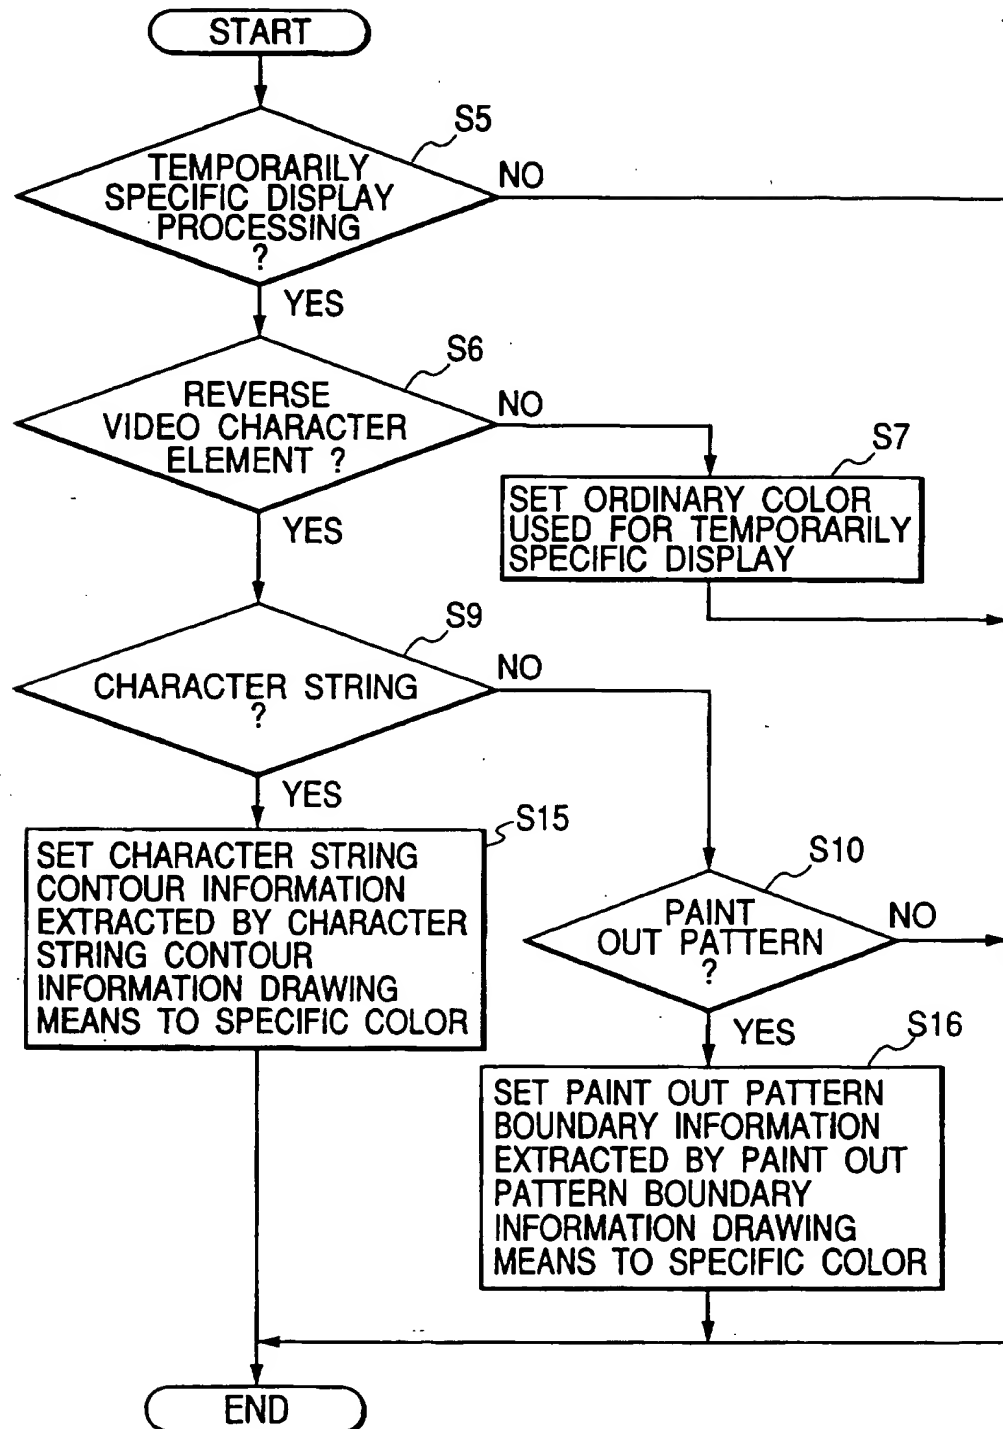 START
S5
TEMPORARILY
SPECIFIC DISPLAY
PROCESSING
?
NO
YES
S6
REVERSE
VIDEO CHARACTER
ELEMENT ?
NO
YES
S7
SET ORDINARY COLOR
USED FOR TEMPORARILY
SPECIFIC DISPLAY
S9
CHARACTER STRING
?
NO
YES
S15
SET CHARACTER STRING
CONTOUR INFORMATION
EXTRACTED BY CHARACTER
STRING CONTOUR
INFORMATION DRAWING
MEANS TO SPECIFIC COLOR
S10
PAINT
OUT PATTERN
?
NO
YES
S16
SET PAINT OUT PATTERN
BOUNDARY INFORMATION
EXTRACTED BY PAINT OUT
PATTERN BOUNDARY
INFORMATION DRAWING
MEANS TO SPECIFIC COLOR
END